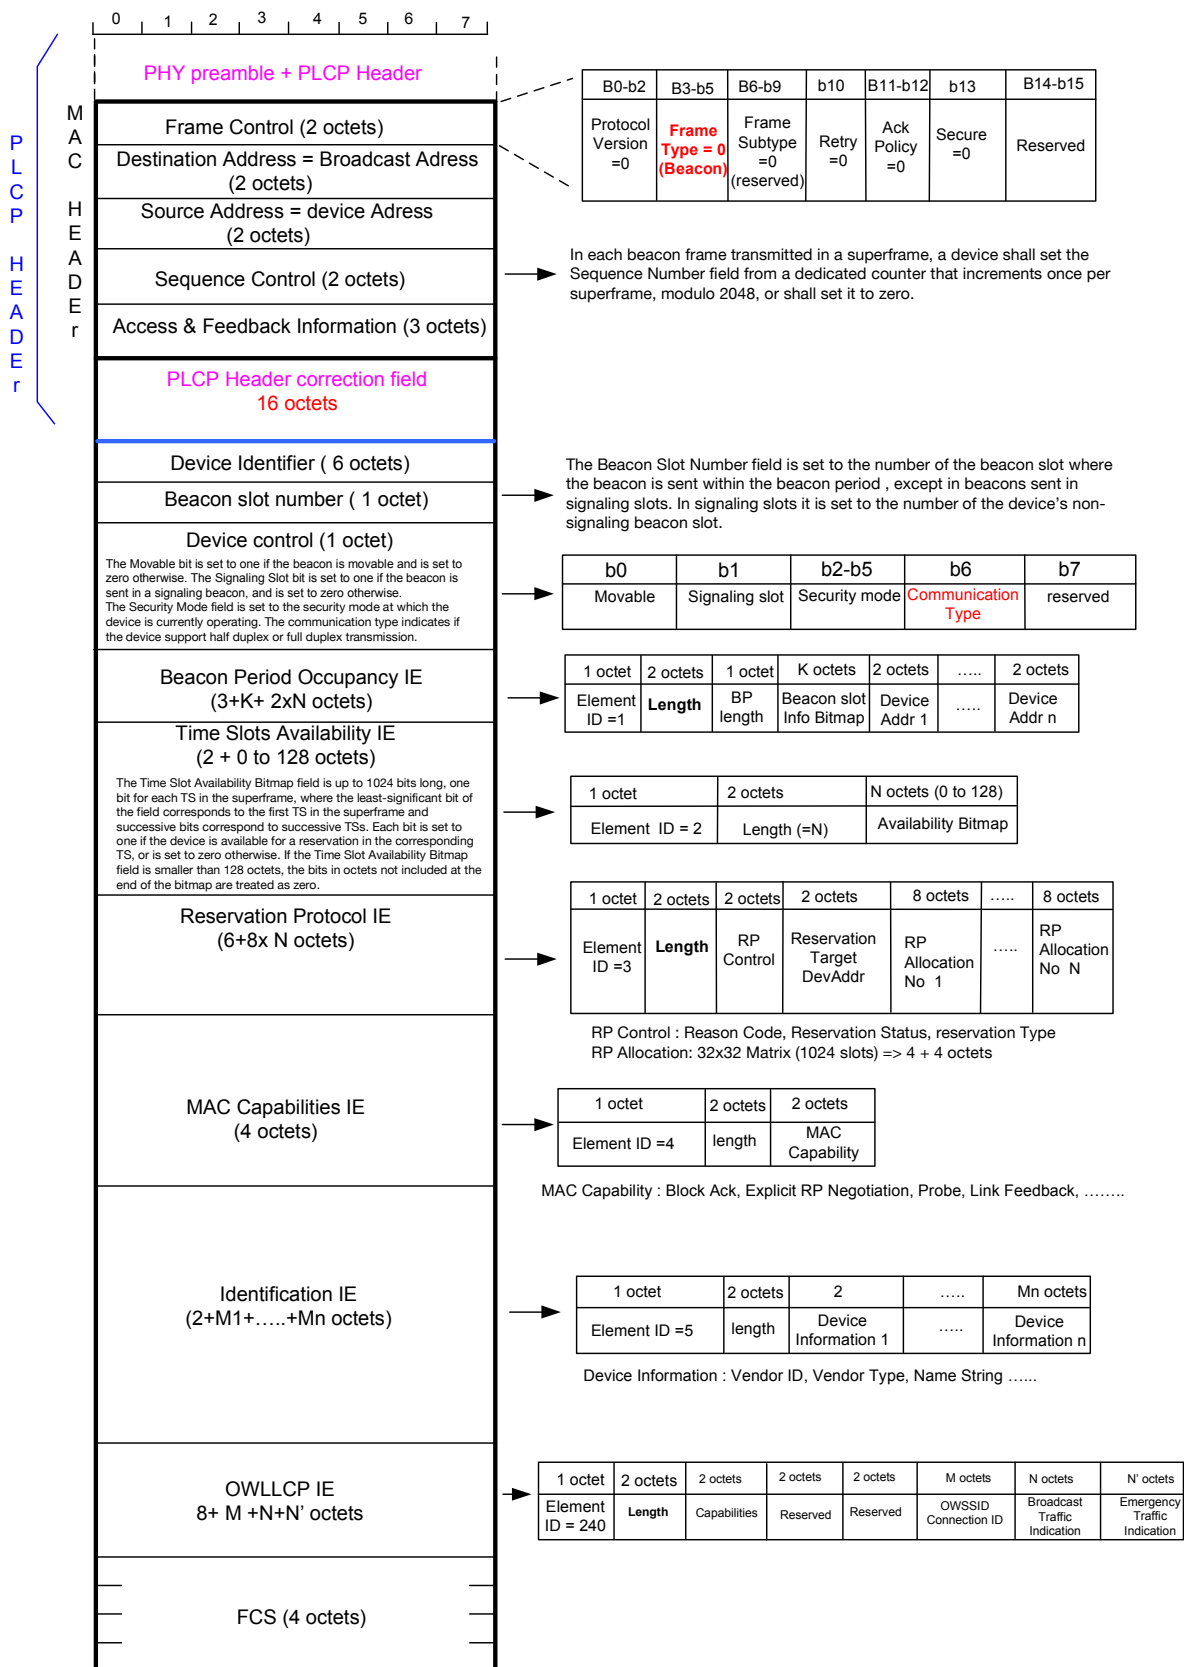 0 1 2 3 4 5 6 7
PHY preamble + PLCP Header
PLCP HEADEr
MAC HEADEr
Frame Control (2 octets)
Destination Address = Broadcast Adress
(2 octets)
Source Address = device Adress
(2 octets)
Sequence Control (2 octets)
Access & Feedback Information (3 octets)
PLCP Header correction field
16 octets
B0-b2 B3-b5 B6-b9 b10 B11-b12 b13 B14-b15
Protocol Version =0
Frame Type = 0 (Beacon)
Frame Subtype =0 (reserved)
Retry =0
Ack Policy =0
Secure =0
Reserved
In each beacon frame transmitted in a superframe, a device shall set the
Sequence Number field from a dedicated counter that increments once per
superframe, modulo 2048, or shall set it to zero.
Device Identifier ( 6 octets)
Beacon slot number ( 1 octet)
The Beacon Slot Number field is set to the number of the beacon slot where
the beacon is sent within the beacon period , except in beacons sent in
signaling slots. In signaling slots it is set to the number of the device's non-
signaling beacon slot.
Device control (1 octet)
The Movable bit is set to one if the beacon is movable and is set to
zero otherwise. The Signaling Slot bit is set to one if the beacon is
sent in a signaling beacon, and is set to zero otherwise.
The Security Mode field is set to the security mode at which the
device is currently operating. The communication type indicates if
the device support half duplex or full duplex transmission.
b0 b1 b2-b5 b6 b7
Movable
Signaling slot
Security mode
Communication Type
reserved
Beacon Period Occupancy IE
(3+K+ 2xN octets)
1 octet 2 octets 1 octet K octets 2 octets ..... 2 octets
Element ID =1
Length
BP length
Beacon slot Info Bitmap
Device Addr 1
.....
Device Addr n
Time Slots Availability IE
(2 + 0 to 128 octets)
The Time Slot Availability Bitmap field is up to 1024 bits long, one
bit for each TS in the superframe, where the least-significant bit of
the field corresponds to the first TS in the superframe and
successive bits correspond to successive TSs. Each bit is set to
one if the device is available for a reservation in the corresponding
TS, or is set to zero otherwise. If the Time Slot Availability Bitmap
field is smaller than 128 octets, the bits in octets not included at the
end of the bitmap are treated as zero.
1 octet 2 octets N octets (0 to 128)
Element ID = 2 Length (=N) Availability Bitmap
Reservation Protocol IE
(6+8x N octets)
1 octet 2 octets 2 octets 2 octets 8 octets ..... 8 octets
Element ID =3
Length
RP Control
Reservation Target DevAddr
RP Allocation No 1
.....
RP Allocation No N
RP Control : Reason Code, Reservation Status, reservation Type
RP Allocation: 32x32 Matrix (1024 slots) => 4 + 4 octets
MAC Capabilities IE
(4 octets)
1 octet 2 octets 2 octets
Element ID =4 length MAC Capability
MAC Capability : Block Ack, Explicit RP Negotiation, Probe, Link Feedback, ........
Identification IE
(2+M1+.....+Mn octets)
1 octet 2 octets 2 ..... Mn octets
Element ID =5
length
Device Information 1
.....
Device Information n
Device Information : Vendor ID, Vendor Type, Name String ......
OWLLCP IE
8+ M +N+N' octets
1 octet 2 octets 2 octets 2 octets 2 octets M octets N octets N' octets
Element ID = 240
Length
Capabilities
Reserved
Reserved
OWSSID Connection ID
Broadcast Traffic Indication
Emergency Traffic Indication
FCS (4 octets)